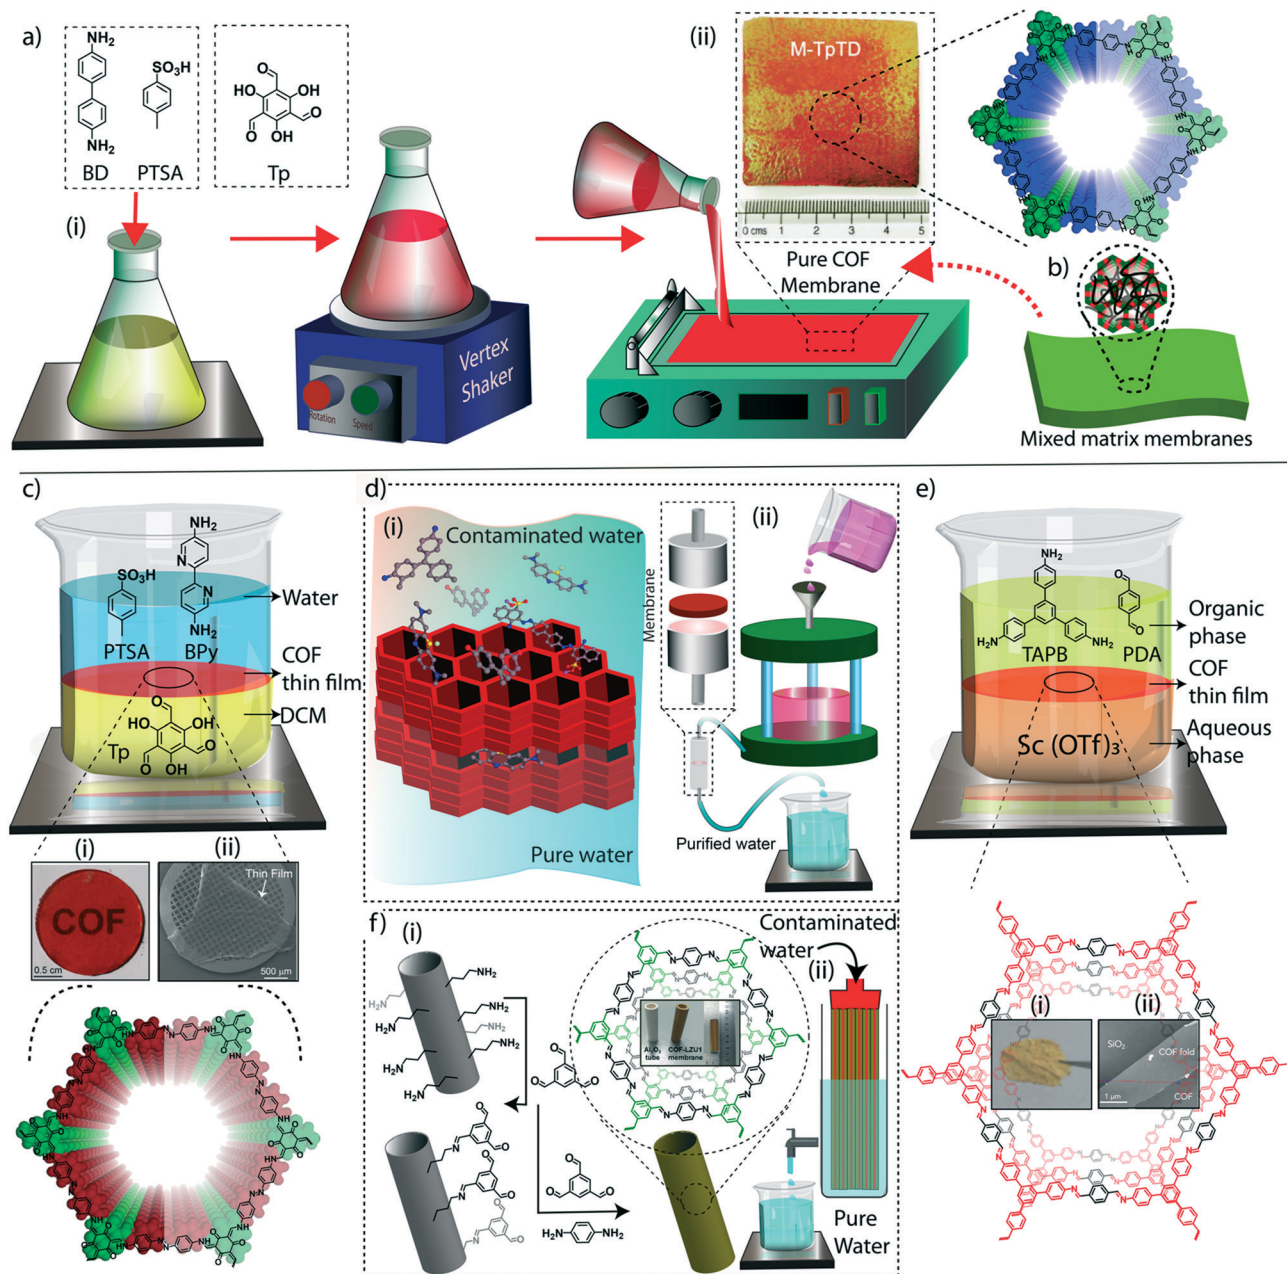 a)
NH₂
NH₂
BD
SO₃H
PTSA
O
HO
OH
O
O
OH
Tp
(i)
Vertex
Shaker
Rotation
Speed
(ii)
M-TpTD
0 cms 1 2 3 4 5
Pure COF
Membrane
b)
Mixed matrix membranes
c)
NH₂
SO₃H
N
N
NH₂
PTSA
BPy
Water
COF
thin film
DCM
O
HO
OH
O
O
OH
Tp
(i)
COF
0.5 cm
(ii)
Thin Film
500 µm
d)
(i)
Contaminated water
Pure water
(ii)
Membrane
Purified water
e)
NH₂
H₂N
NH₂
TAPB
O
O
PDA
Organic
phase
COF
thin film
Sc (OTf)₃
Aqueous
phase
(i)
(ii)
SiO₂
COF fold
1 µm
COF
f)
(i)
NH₂
H₂N
NH₂
H₂N
NH₂
H₂N
NH₂
H₂N
O
O
O
H₂N
NH₂
Al₂O₃
tube
COF-LZU1
membrane
Contaminated
water
(ii)
Pure
Water